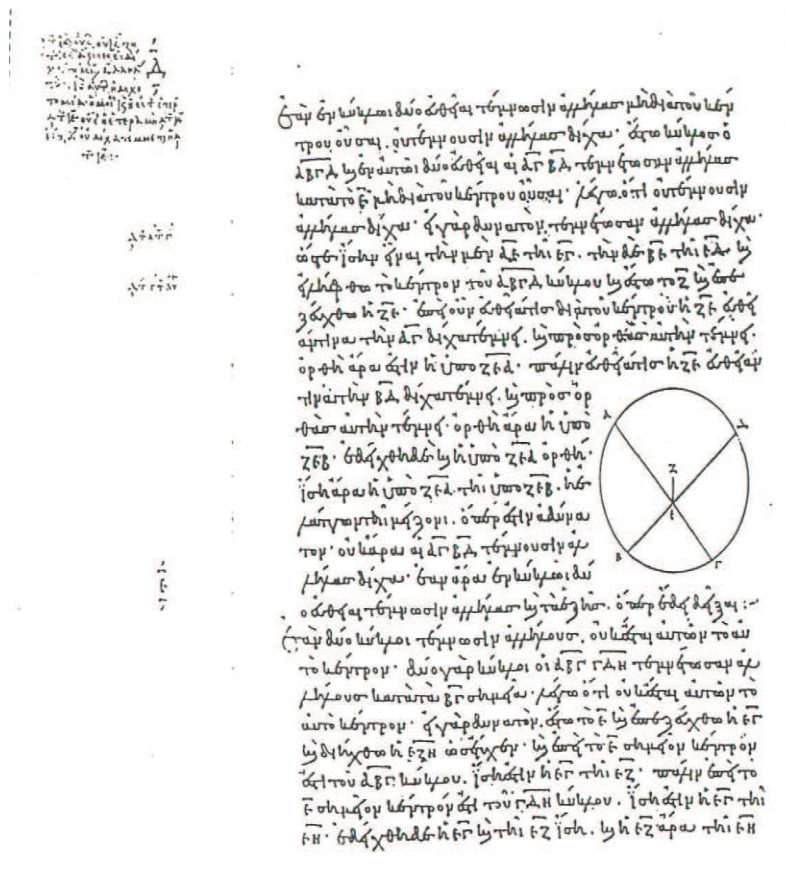 Δ
Ἐὰν ἐν κύκλωι δύο εὐθεῖαι τέμνωσιν ἀλλήλας μὴ διὰ τοῦ κέν
τρου οὖσαι, οὐ τέμνουσιν ἀλλήλας δίχα· ἔστω κύκλος ὁ
ΑΒΓΔ, καὶ ἐν αὐτῶι δύο εὐθεῖαι αἱ ΑΓ ΒΔ τεμνέτωσαν ἀλλήλας
κατὰ τὸ Ε μὴ διὰ τοῦ κέντρου οὖσαι· λέγω, ὅτι οὐ τέμνουσιν
ἀλλήλας δίχα· εἰ γὰρ δυνατόν, τεμνέτωσαν ἀλλήλας δίχα·
ὥστε ἴσην εἶναι τὴν μὲν ΑΕ τῆι ΕΓ, τὴν δὲ ΒΕ τῆι ΕΔ· καὶ
εἰλήφθω τὸ κέντρον τοῦ ΑΒΓΔ κύκλου καὶ ἔστω τὸ Ζ καὶ ἐπε
ζεύχθω ἡ ΖΕ· ἐπεὶ οὖν εὐθεῖά τις διὰ τοῦ κέντρου ἡ ΖΕ εὐθεῖ
άν τινα τὴν ΑΓ δίχα τέμνει, καὶ πρὸς ὀρθὰς αὐτὴν τέμνει·
ὀρθὴ ἄρα ἐστὶν ἡ ὑπὸ ΖΕΑ· πάλιν εὐθεῖά τις ἡ ΖΕ εὐθεῖάν
τινα τὴν ΒΔ δίχα τέμνει, καὶ πρὸς ὀρ
θὰς αὐτὴν τέμνει· ὀρθὴ ἄρα ἡ ὑπὸ
ΖΕΒ· ἐδείχθη δὲ καὶ ἡ ὑπὸ ΖΕΑ ὀρθή·
ἴση ἄρα ἡ ὑπὸ ΖΕΑ τῆι ὑπὸ ΖΕΒ, ἡ ἐ
λάττων τῆι μείζονι, ὅπερ ἐστὶν ἀδύνα
τον· οὐκ ἄρα αἱ ΑΓ ΒΔ τέμνουσιν ἀλ
λήλας δίχα· ἐὰν ἄρα ἐν κύκλωι δύ
ο εὐθεῖαι τέμνωσιν ἀλλήλας καὶ τὰ ἑξῆς, ὅπερ ἔδει δεῖξαι :~
Α
Δ
Ζ
Ε
Β
Γ
Ε
Ἐὰν δύο κύκλοι τέμνωσιν ἀλλήλους, οὐκ ἔσται αὐτῶν τὸ αὐ
τὸ κέντρον· δύο γὰρ κύκλοι οἱ ΑΒΓ ΓΔΗ τεμνέτωσαν ἀλ
λήλους κατὰ τὰ ΒΓ σημεῖα· λέγω ὅτι οὐκ ἔσται αὐτῶν τὸ
αὐτὸ κέντρον· εἰ γὰρ δυνατόν, ἔστω τὸ Ε καὶ ἐπεζεύχθω ἡ ΕΓ
καὶ διήχθω ἡ ΕΖΗ ὡς ἔτυχεν· καὶ ἐπεὶ τὸ Ε σημεῖον κέντρον
ἐστὶ τοῦ ΑΒΓ κύκλου, ἴση ἐστὶν ἡ ΕΓ τῆι ΕΖ· πάλιν ἐπεὶ τὸ
Ε σημεῖον κέντρον ἐστὶ τοῦ ΓΔΗ κύκλου, ἴση ἐστὶν ἡ ΕΓ τῆι
ΕΗ· ἐδείχθη δὲ ἡ ΕΓ καὶ τῆι ΕΖ ἴση, καὶ ἡ ΕΖ ἄρα τῆι ΕΗ